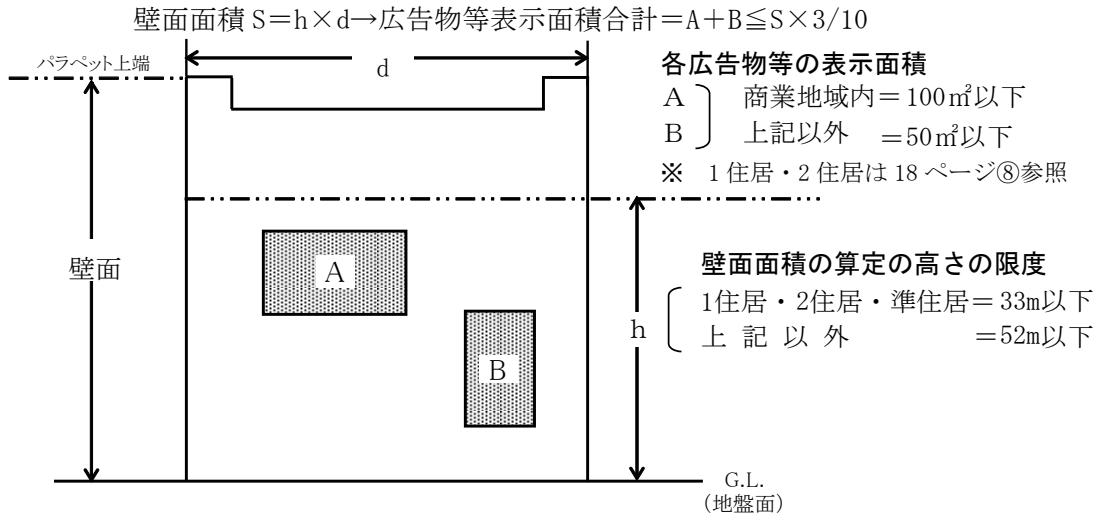 壁面面積 S＝h×d→広告物等表示面積合計＝A＋B≦S×3/10
パラペット上端
d
各広告物等の表示面積
A 商業地域内＝100㎡以下
B 上記以外 ＝50㎡以下
※ 1住居・2住居は18ページ⑧参照
壁面
A
壁面面積の算定の高さの限度
1住居・2住居・準住居＝33m以下
h
上記以外 ＝52m以下
B
G.L.
(地盤面)